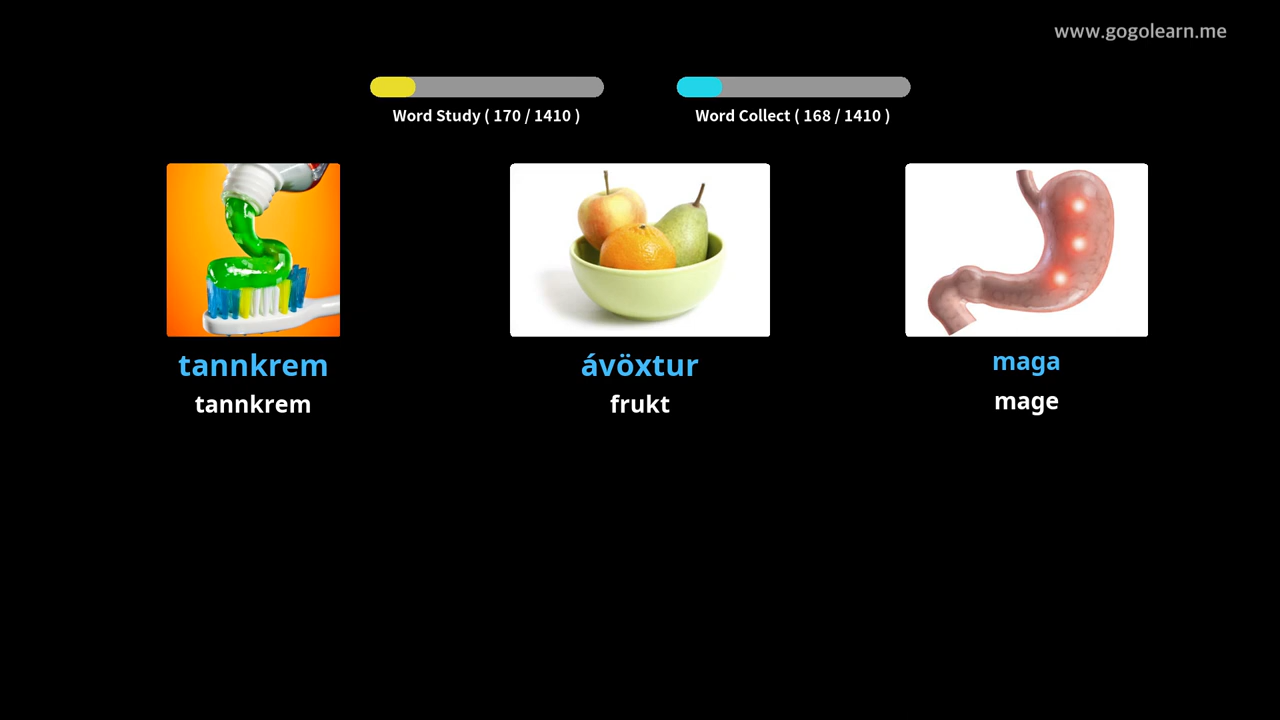 www.gogolearn.me
Word Study ( 170 / 1410 )
Word Collect ( 168 / 1410 )
tannkrem
tannkrem
ávöxtur
frukt
maga
mage